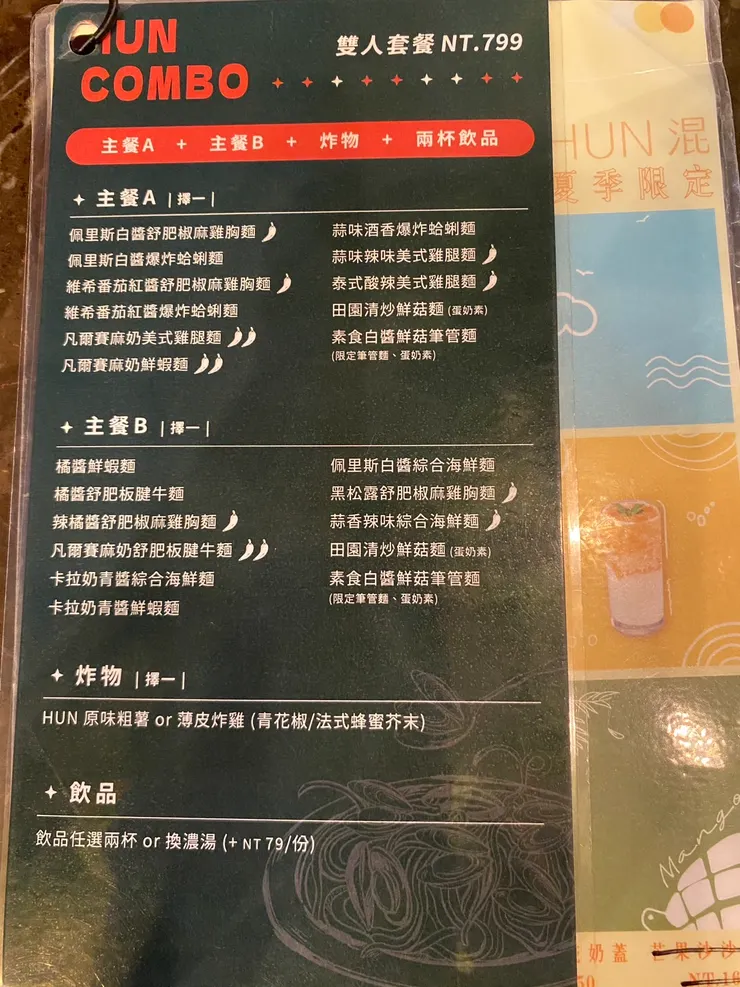 HUN
COMBO
雙人套餐 NT.799
主餐A + 主餐B + 炸物 + 兩杯飲品
主餐A |擇一|
佩里斯白醬舒肥椒麻雞胸麵
佩里斯白醬爆炸蛤蜊麵
維希番茄紅醬舒肥椒麻雞胸麵
維希番茄紅醬爆炸蛤蜊麵
凡爾賽麻奶美式雞腿麵
凡爾賽麻奶鮮蝦麵
蒜味酒香爆炸蛤蜊麵
蒜味辣味美式雞腿麵
泰式酸辣美式雞腿麵
田園清炒鮮菇麵 (蛋奶素)
素食白醬鮮菇筆管麵
(限定筆管麵、蛋奶素)
主餐B |擇一|
橘醬鮮蝦麵
橘醬舒肥板腱牛麵
辣橘醬舒肥椒麻雞胸麵
凡爾賽麻奶舒肥板腱牛麵
卡拉奶青醬綜合海鮮麵
卡拉奶青醬鮮蝦麵
佩里斯白醬綜合海鮮麵
黑松露舒肥椒麻雞胸麵
蒜香辣味綜合海鮮麵
田園清炒鮮菇麵 (蛋奶素)
素食白醬鮮菇筆管麵
(限定筆管麵、蛋奶素)
炸物 |擇一|
HUN 原味粗薯 or 薄皮炸雞 (青花椒/法式蜂蜜芥末)
飲品
飲品任選兩杯 or 換濃湯 (+ NT 79/份)
HUN 混
夏季限定
Mango
奶蓋
50
芒果沙沙
NT.16